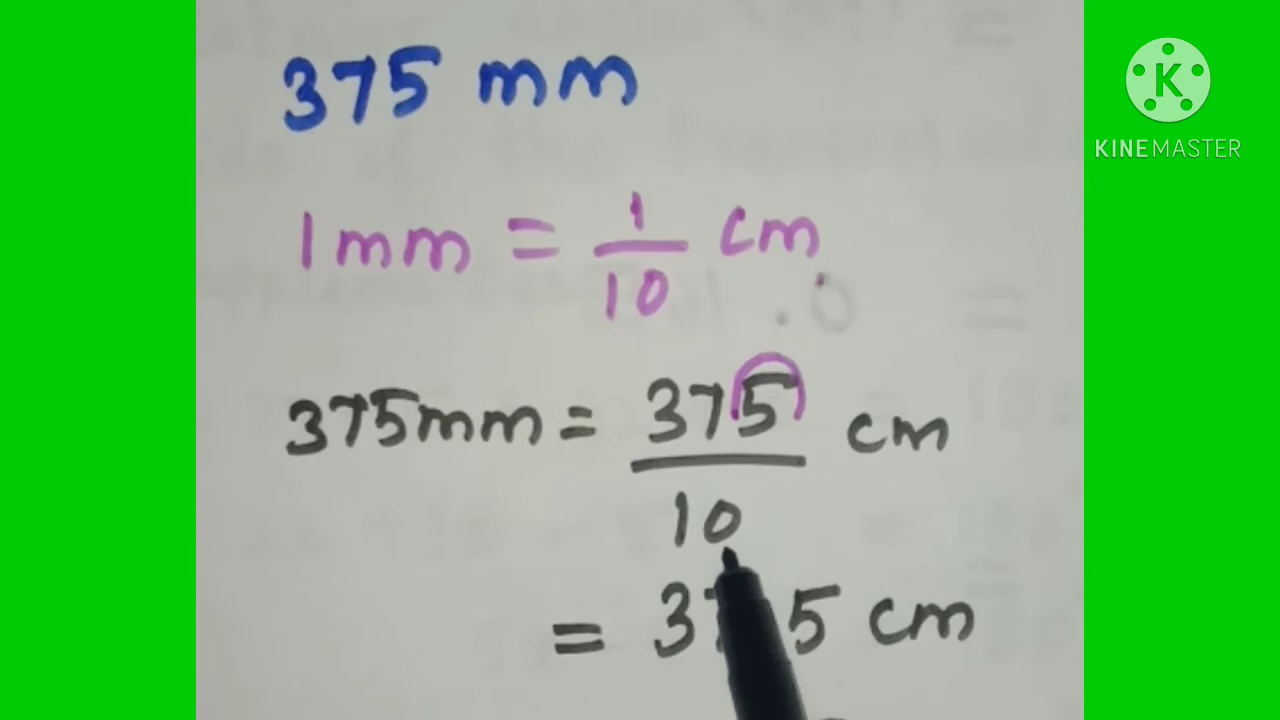 375 mm
KINEMASTER
1mm = 1/10 cm
375mm = 375/10 cm
= 3 5 cm